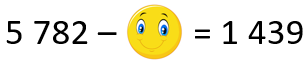 5 782 – = 1 439